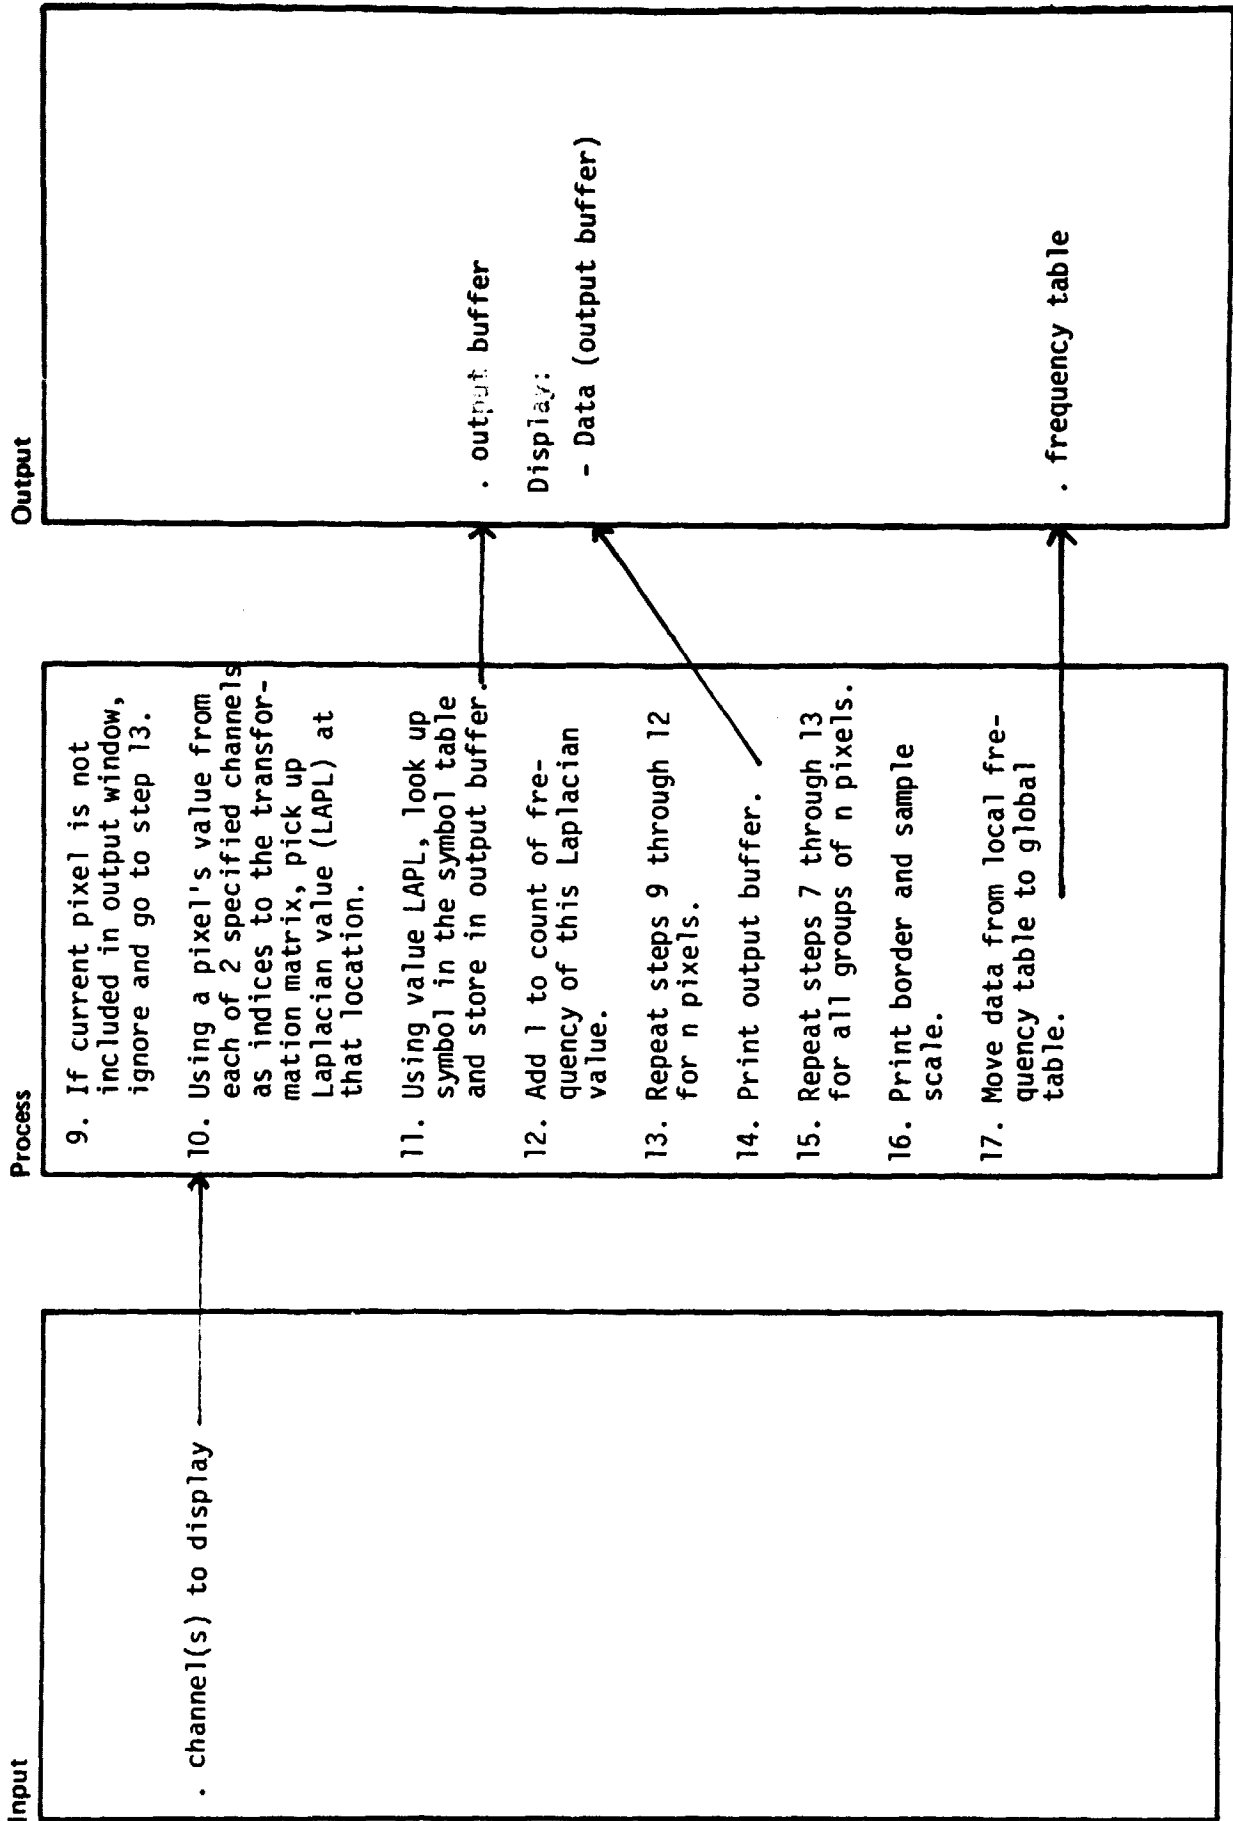 Input
. channel(s) to display
Process
9. If current pixel is not
included in output window,
ignore and go to step 13.
10. Using a pixel's value from
each of 2 specified channels
as indices to the transfor-
mation matrix, pick up
Laplacian value (LAPL) at
that location.
11. Using value LAPL, look up
symbol in the symbol table
and store in output buffer.
12. Add 1 to count of fre-
quency of this Laplacian
value.
13. Repeat steps 9 through 12
for n pixels.
14. Print output buffer.
15. Repeat steps 7 through 13
for all groups of n pixels.
16. Print border and sample
scale.
17. Move data from local fre-
quency table to global
table.
Output
. output buffer
Display:
- Data (output buffer)
. frequency table